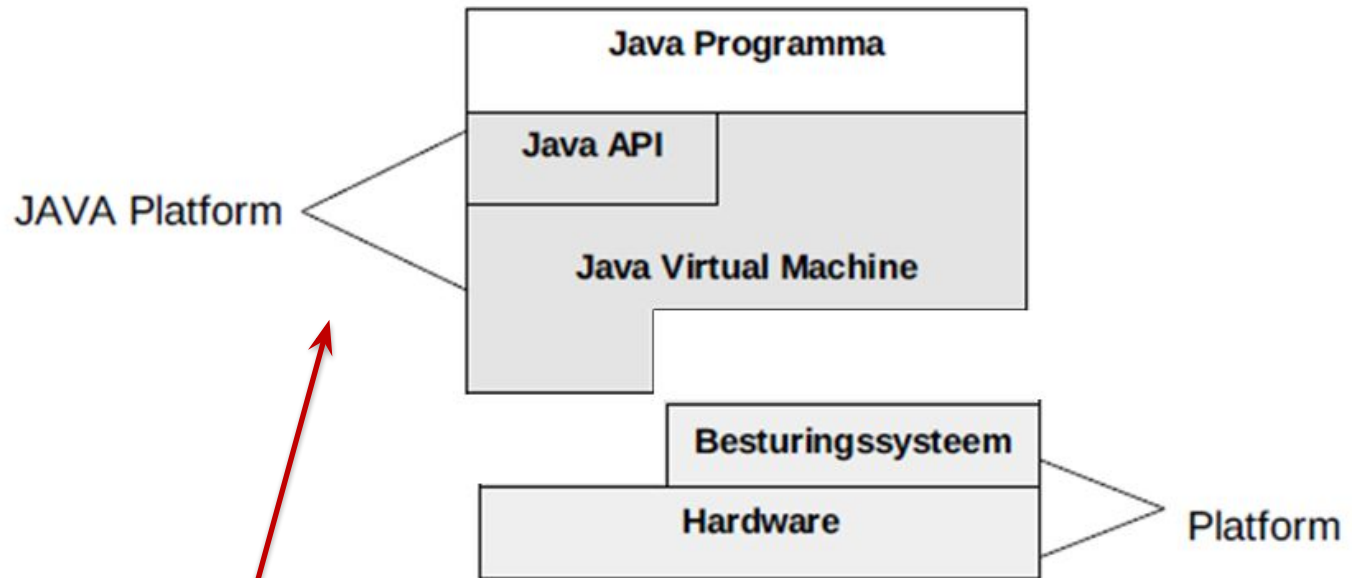 Java Programma
Java API
JAVA Platform
Java Virtual Machine
Besturingssysteem
Hardware
Platform